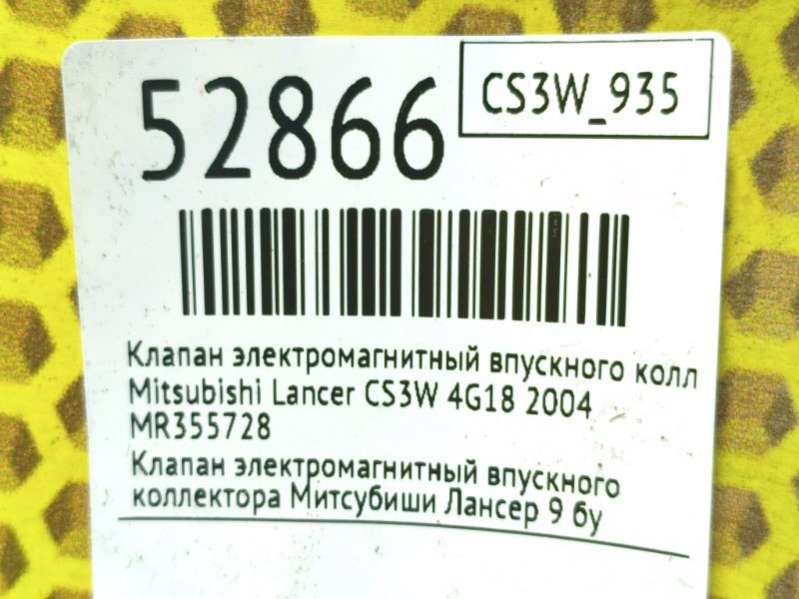 52866
CS3W_935
Клапан электромагнитный впускного колл
Mitsubishi Lancer CS3W 4G18 2004
MR355728
Клапан электромагнитный впускного
коллектора Митсубиши Лансер 9 бу